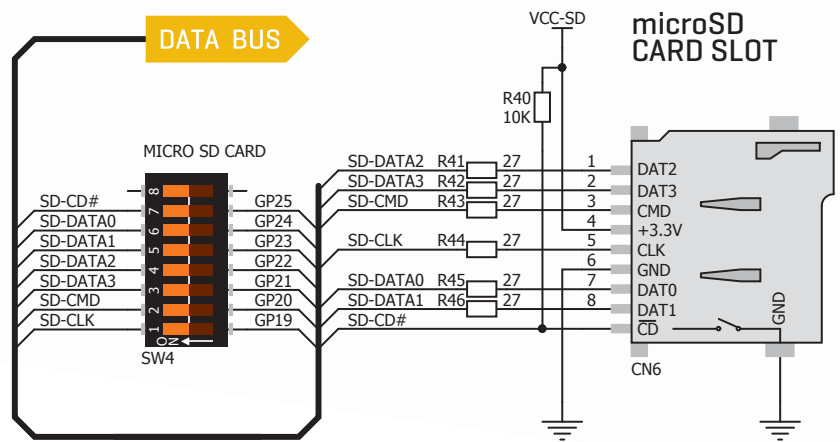 DATA BUS
VCC-SD
microSD
CARD SLOT
R40
10K
MICRO SD CARD
SD-DATA2 R41 27 1 DAT2
SD-DATA3 R42 27 2 DAT3
SD-CMD R43 27 3 CMD
4 +3.3V
SD-CLK R44 27 5 CLK
6 GND
SD-DATA0 R45 27 7 DAT0
SD-DATA1 R46 27 8 DAT1
SD-CD# CD
GND
CN6
8
SD-CD# 7 GP25
SD-DATA0 6 GP24
SD-DATA1 5 GP23
SD-DATA2 4 GP22
SD-DATA3 3 GP21
SD-CMD 2 GP20
SD-CLK 1 GP19
ON
SW4